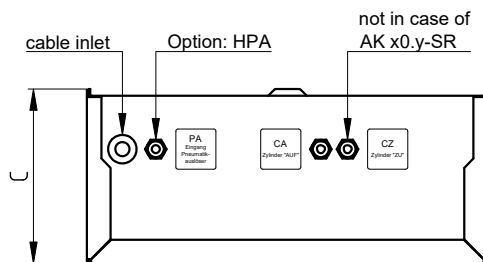 not in case of
AK x0.y-SR
cable inlet
Option: HPA
PA
Eingang
Pneumatik-
auslöser
CA
Zylinder "AUF"
CZ
Zylinder "ZU"
C